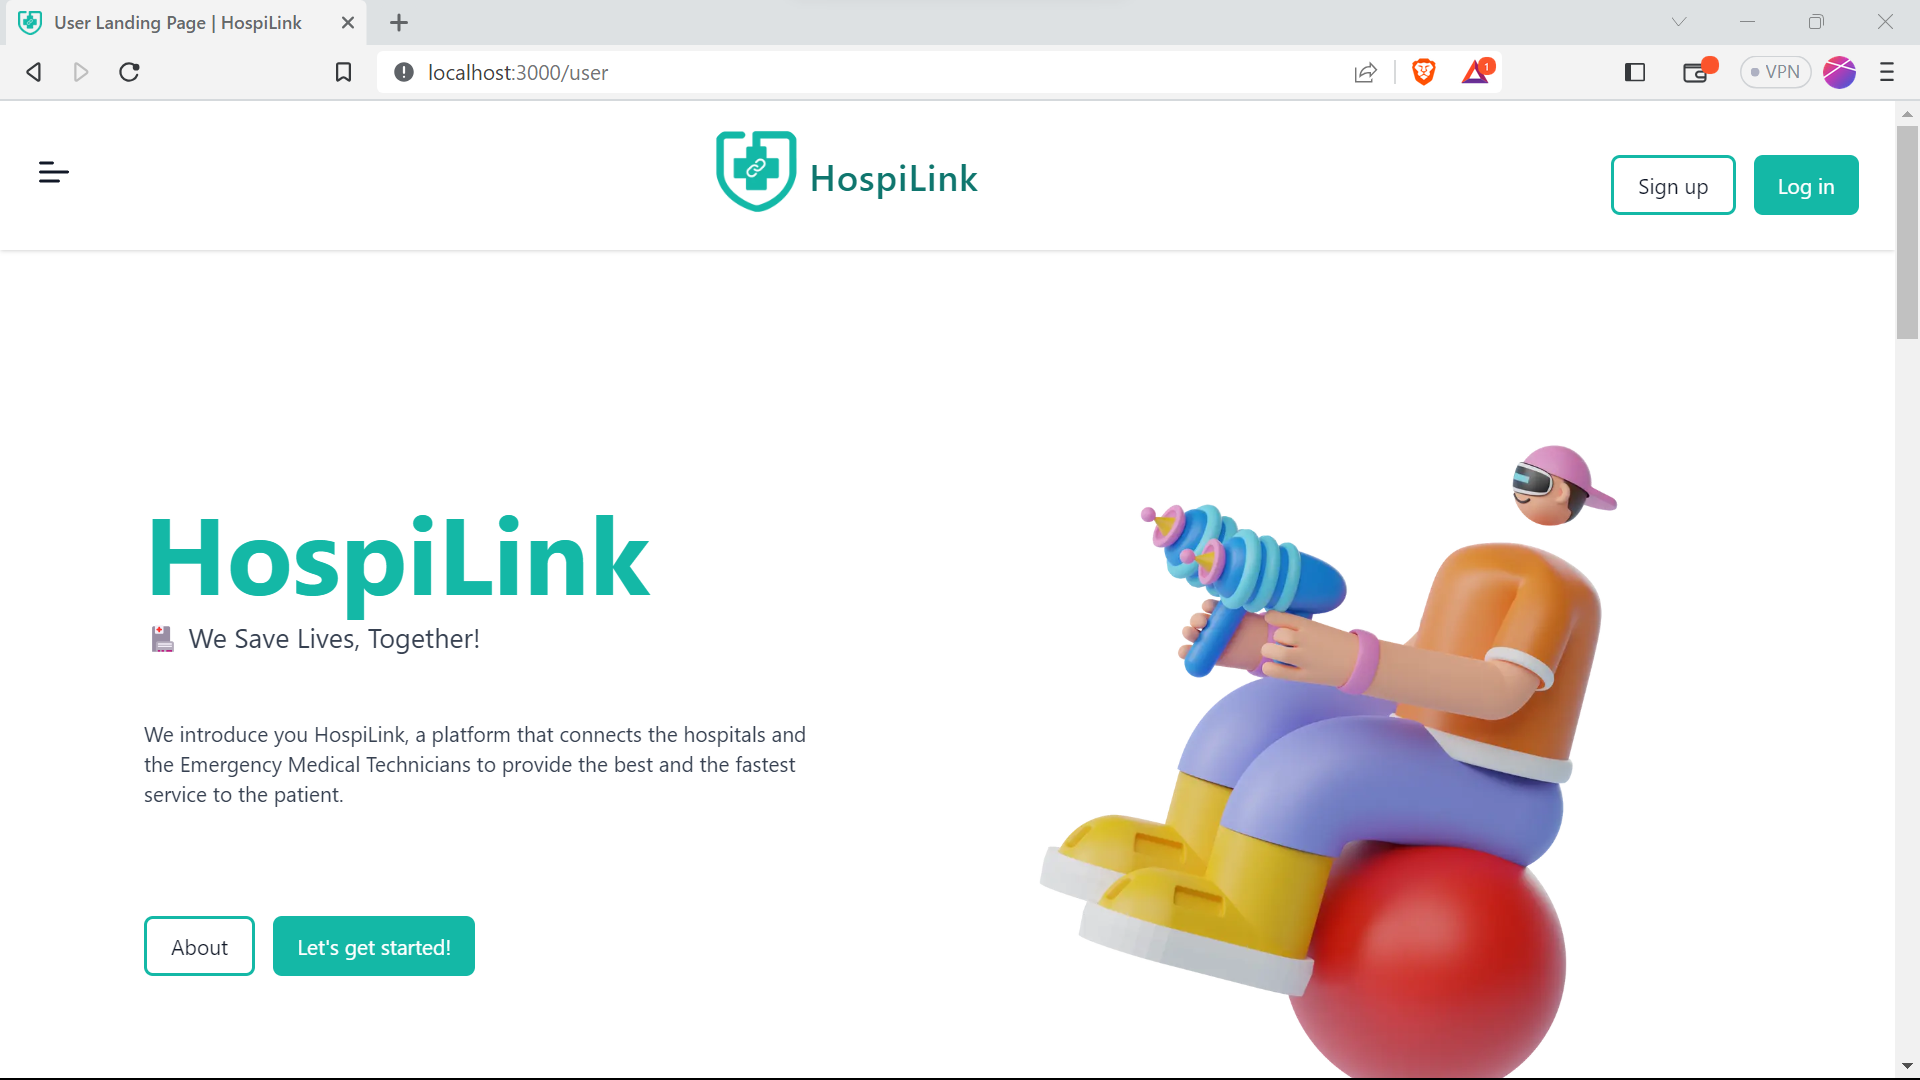 User Landing Page | HospiLink
localhost:3000/user
1
VPN
HospiLink
Sign up
Log in
HospiLink
We Save Lives, Together!
We introduce you HospiLink, a platform that connects the hospitals and
the Emergency Medical Technicians to provide the best and the fastest
service to the patient.
About
Let's get started!